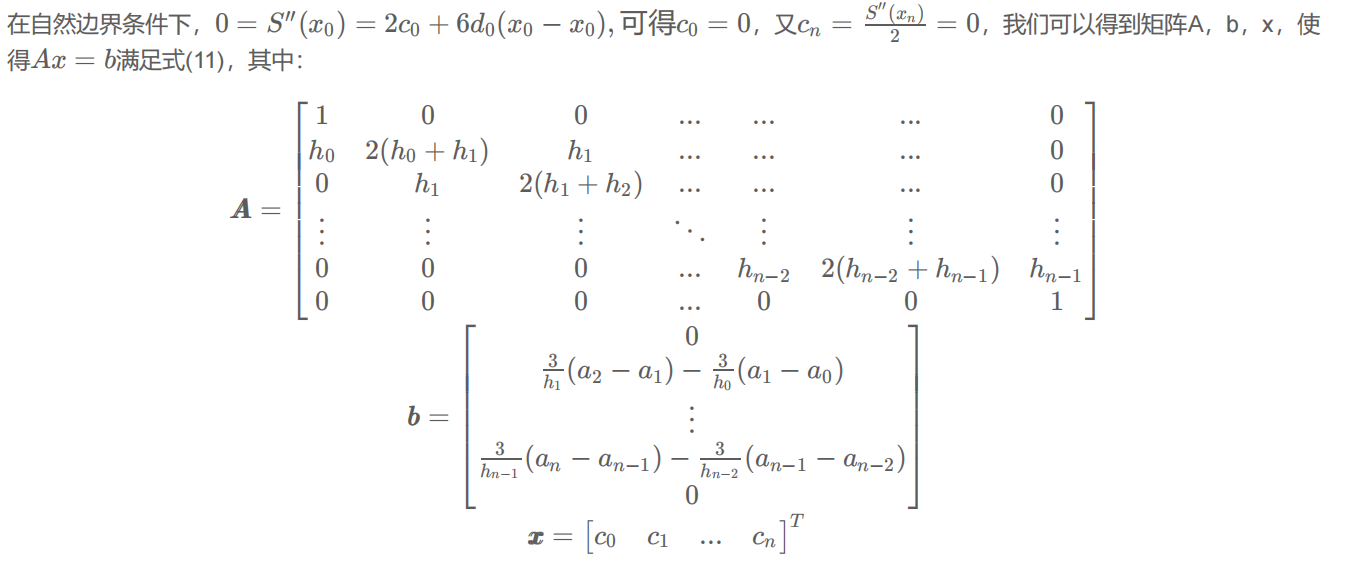 在自然边界条件下，0 = S″(x₀) = 2c₀ + 6d₀(x₀ − x₀), 可得c₀ = 0，又cₙ = S″(xₙ)/2 = 0，我们可以得到矩阵A，b，x，使
得Ax = b满足式(11)，其中：
A = [ 1 0 0 ... ... ... 0
h₀ 2(h₀ + h₁) h₁ ... ... ... 0
0 h₁ 2(h₁ + h₂) ... ... ... 0
⋮ ⋮ ⋮ ⋱ ⋮ ⋮ ⋮
0 0 0 ... hₙ₋₂ 2(hₙ₋₂ + hₙ₋₁) hₙ₋₁
0 0 0 ... 0 0 1 ]
b = [ 0
3/h₁ (a₂ − a₁) − 3/h₀ (a₁ − a₀)
⋮
3/hₙ₋₁ (aₙ − aₙ₋₁) − 3/hₙ₋₂ (aₙ₋₁ − aₙ₋₂)
0 ]
x = [c₀ c₁ ... cₙ]ᵀ